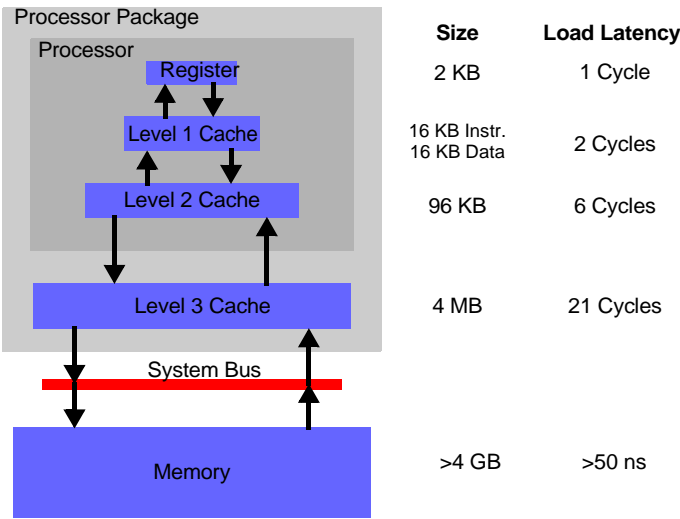 Processor Package
Size Load Latency
Processor
Register 2 KB 1 Cycle
Level 1 Cache 16 KB Instr. 2 Cycles
16 KB Data
Level 2 Cache 96 KB 6 Cycles
Level 3 Cache 4 MB 21 Cycles
System Bus
Memory >4 GB >50 ns